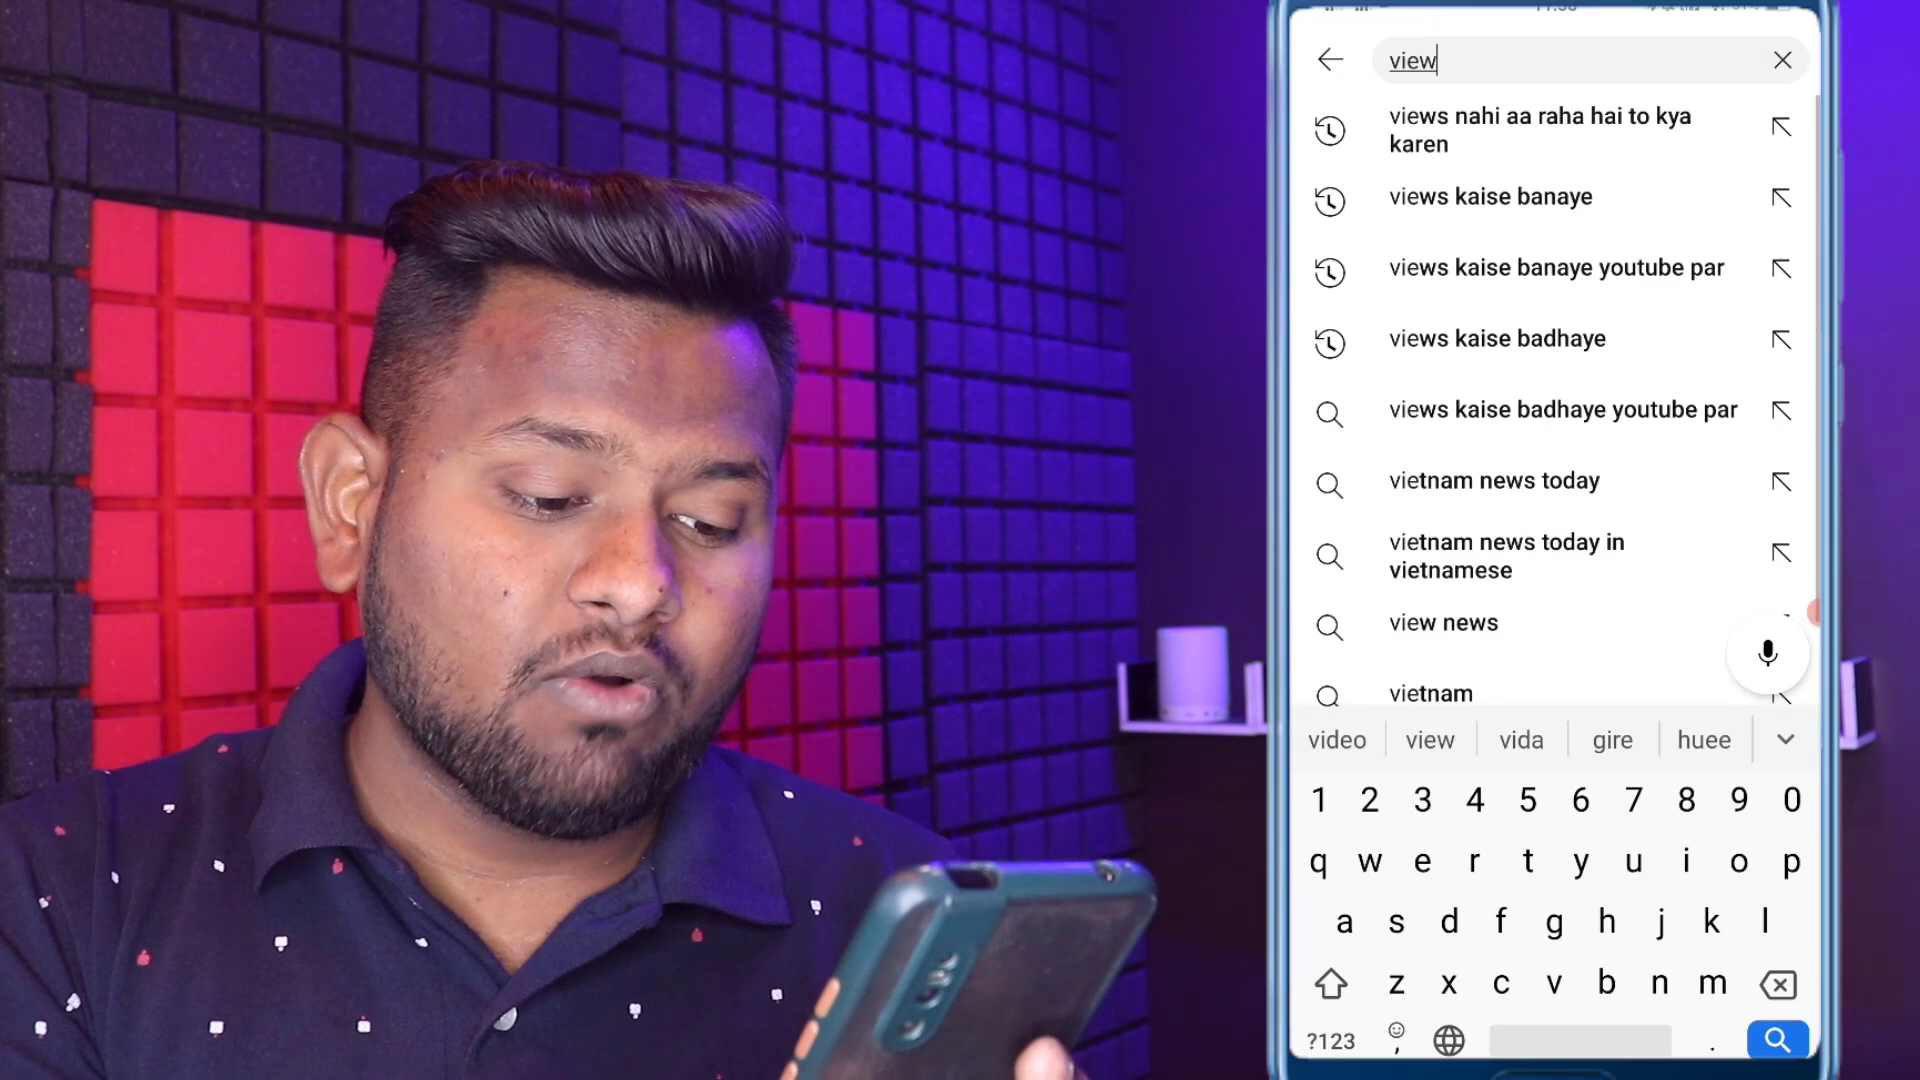 view
views nahi aa raha hai to kya
karen
views kaise banaye
views kaise banaye youtube par
views kaise badhaye
views kaise badhaye youtube par
vietnam news today
vietnam news today in
vietnamese
view news
vietnam
video view vida gire huee
1 2 3 4 5 6 7 8 9 0
q w e r t y u i o p
a s d f g h j k l
z x c v b n m
?123 , .